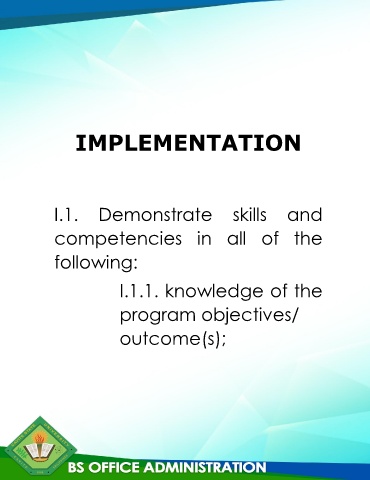 IMPLEMENTATION
I.1. Demonstrate skills and
competencies in all of the
following:
I.1.1. knowledge of the
program objectives/
outcome(s);
BS OFFICE ADMINISTRATION